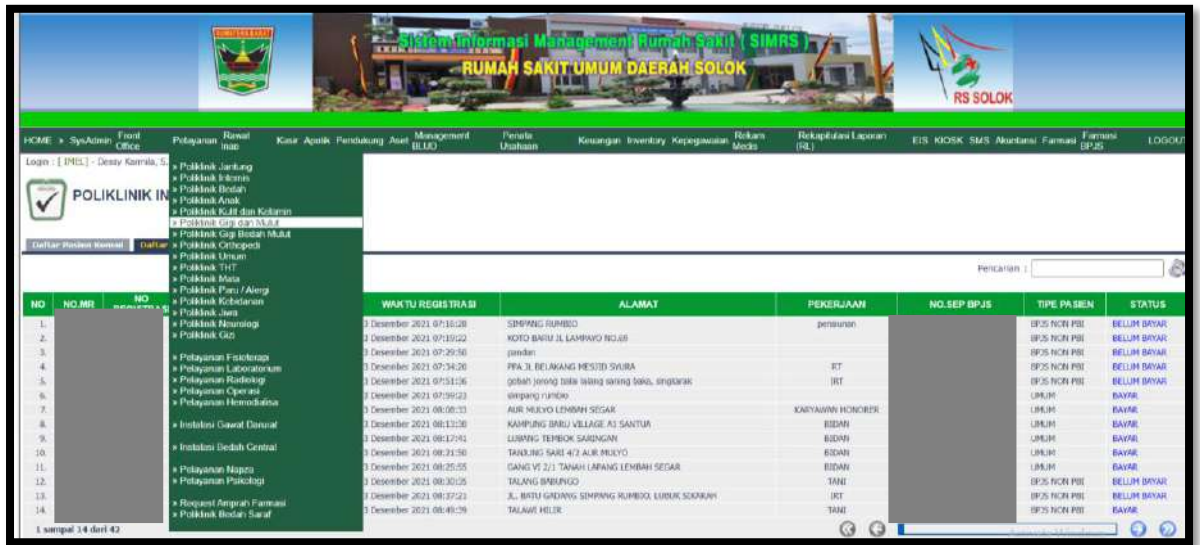 SUMATERA BARAT
Sistem Informasi Management Rumah Sakit ( SIMRS )
RUMAH SAKIT UMUM DAERAH SOLOK
RS SOLOK
HOME » SysAdmin Front Office Pelayanan Rawat Inap Kasir Apotik Pendukung Aset Management BLUD Penata Usahaan Keuangan Inventory Kepegawaian Rekam Medis Rekapitulasi Laporan (RL) EIS KIOSK SMS Akuntansi Farmasi Farmasi BPJS LOGOUT
Login : [ IMEL ] - Dessy Karmila, S.
POLIKLINIK IN
Daftar Pasien Konsul Daftar
» Poliklinik Jantung
» Poliklinik Internis
» Poliklinik Bedah
» Poliklinik Anak
» Poliklinik Kulit dan Kelamin
» Poliklinik Gigi dan Mulut
» Poliklinik Gigi Bedah Mulut
» Poliklinik Orthopedi
» Poliklinik Umum
» Poliklinik THT
» Poliklinik Mata
» Poliklinik Paru / Alergi
» Poliklinik Kebidanan
» Poliklinik Jiwa
» Poliklinik Neurologi
» Poliklinik Gizi
» Pelayanan Fisioterapi
» Pelayanan Laboratorium
» Pelayanan Radiologi
» Pelayanan Operasi
» Pelayanan Hemodialisa
» Instalasi Gawat Darurat
» Instalasi Bedah Central
» Pelayanan Napza
» Pelayanan Psikologi
» Request Amprah Farmasi
» Poliklinik Bedah Saraf
Pencarian :
NO NO.MR NO REGISTRASI WAKTU REGISTRASI ALAMAT PEKERJAAN NO.SEP BPJS TIPE PASIEN STATUS
1. 3 Desember 2021 07:16:28 SIMPANG RUMBIO pensiunan BPJS NON PBI BELUM BAYAR
2. 3 Desember 2021 07:19:22 KOTO BARU JL LAMPAYO NO.69 BPJS NON PBI BELUM BAYAR
3. 3 Desember 2021 07:29:50 pandan BPJS NON PBI BELUM BAYAR
4. 3 Desember 2021 07:34:20 PPA JL BELAKANG MESJID SYURA RT BPJS NON PBI BELUM BAYAR
5. 3 Desember 2021 07:51:36 gobah jorong balai lalang saning baka, singkarak IRT BPJS NON PBI BELUM BAYAR
6. 3 Desember 2021 07:59:23 simpang rumbio UMUM BAYAR
7. 3 Desember 2021 08:08:33 AUR MULYO LEMBAH SEGAR KARYAWAN HONORER UMUM BAYAR
8. 3 Desember 2021 08:13:38 KAMPUNG BARU VILLAGE A1 SANTUA BIDAN UMUM BAYAR
9. 3 Desember 2021 08:17:41 LUBANG TEMBOK SARINGAN BIDAN UMUM BAYAR
10. 3 Desember 2021 08:21:50 TANJUNG SARI 4/2 AUR MULYO BIDAN UMUM BAYAR
11. 3 Desember 2021 08:25:55 GANG VI 2/1 TANAH LAPANG LEMBAH SEGAR BIDAN UMUM BAYAR
12. 3 Desember 2021 08:30:35 TALANG BABUNGO TANI BPJS NON PBI BELUM BAYAR
13. 3 Desember 2021 08:37:21 JL. BATU GADANG SIMPANG RUMBIO, LUBUK SIKARAH IRT BPJS NON PBI BELUM BAYAR
14. 3 Desember 2021 08:49:39 TALAWI HILIR TANI BPJS NON PBI BAYAR
1 sampai 14 dari 42